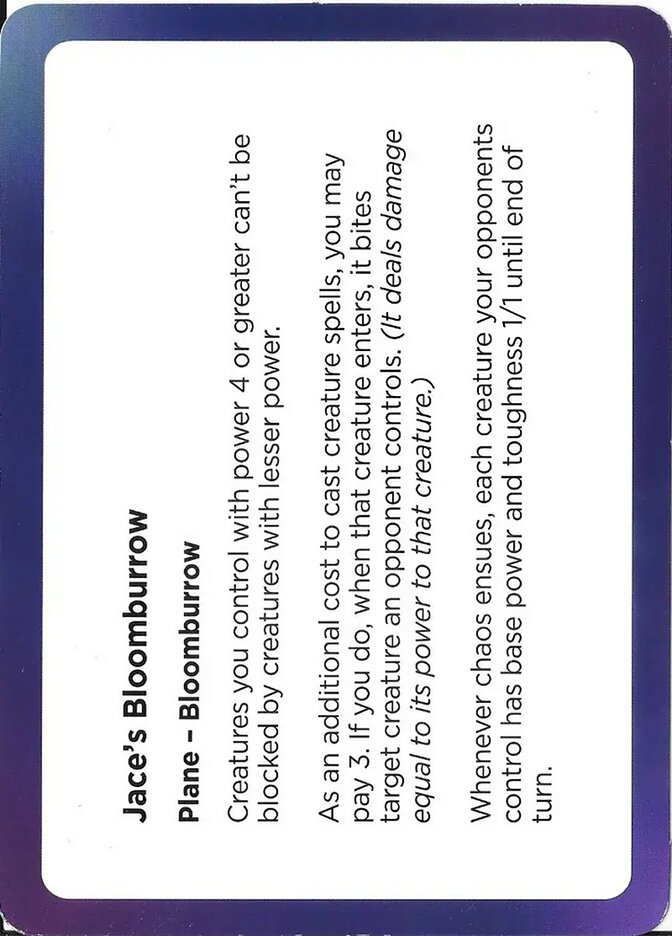 Jace's Bloomburrow
Plane – Bloomburrow
Creatures you control with power 4 or greater can't be
blocked by creatures with lesser power.
As an additional cost to cast creature spells, you may
pay 3. If you do, when that creature enters, it bites
target creature an opponent controls. (It deals damage
equal to its power to that creature.)
Whenever chaos ensues, each creature your opponents
control has base power and toughness 1/1 until end of
turn.